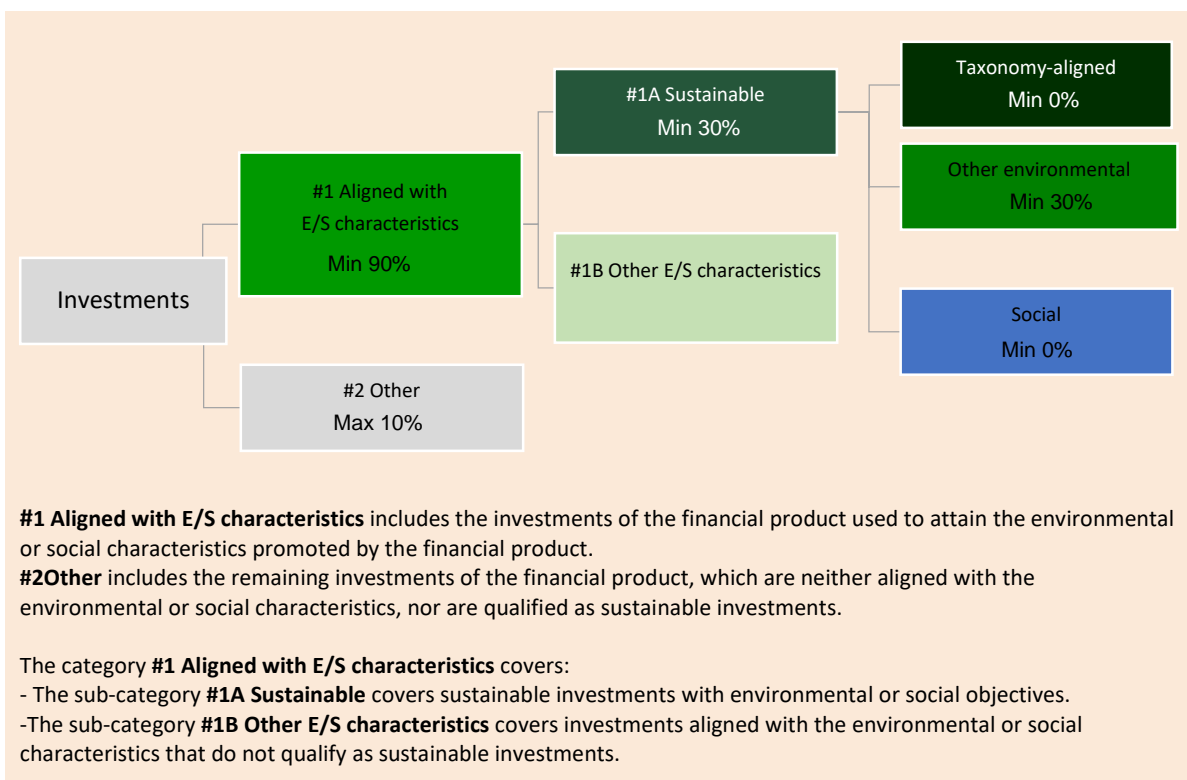 Investments
#1 Aligned with
E/S characteristics
Min 90%
#2 Other
Max 10%
#1A Sustainable
Min 30%
#1B Other E/S characteristics
Taxonomy-aligned
Min 0%
Other environmental
Min 30%
Social
Min 0%
#1 Aligned with E/S characteristics includes the investments of the financial product used to attain the environmental
or social characteristics promoted by the financial product.
#2Other includes the remaining investments of the financial product, which are neither aligned with the
environmental or social characteristics, nor are qualified as sustainable investments.
The category #1 Aligned with E/S characteristics covers:
- The sub-category #1A Sustainable covers sustainable investments with environmental or social objectives.
-The sub-category #1B Other E/S characteristics covers investments aligned with the environmental or social
characteristics that do not qualify as sustainable investments.